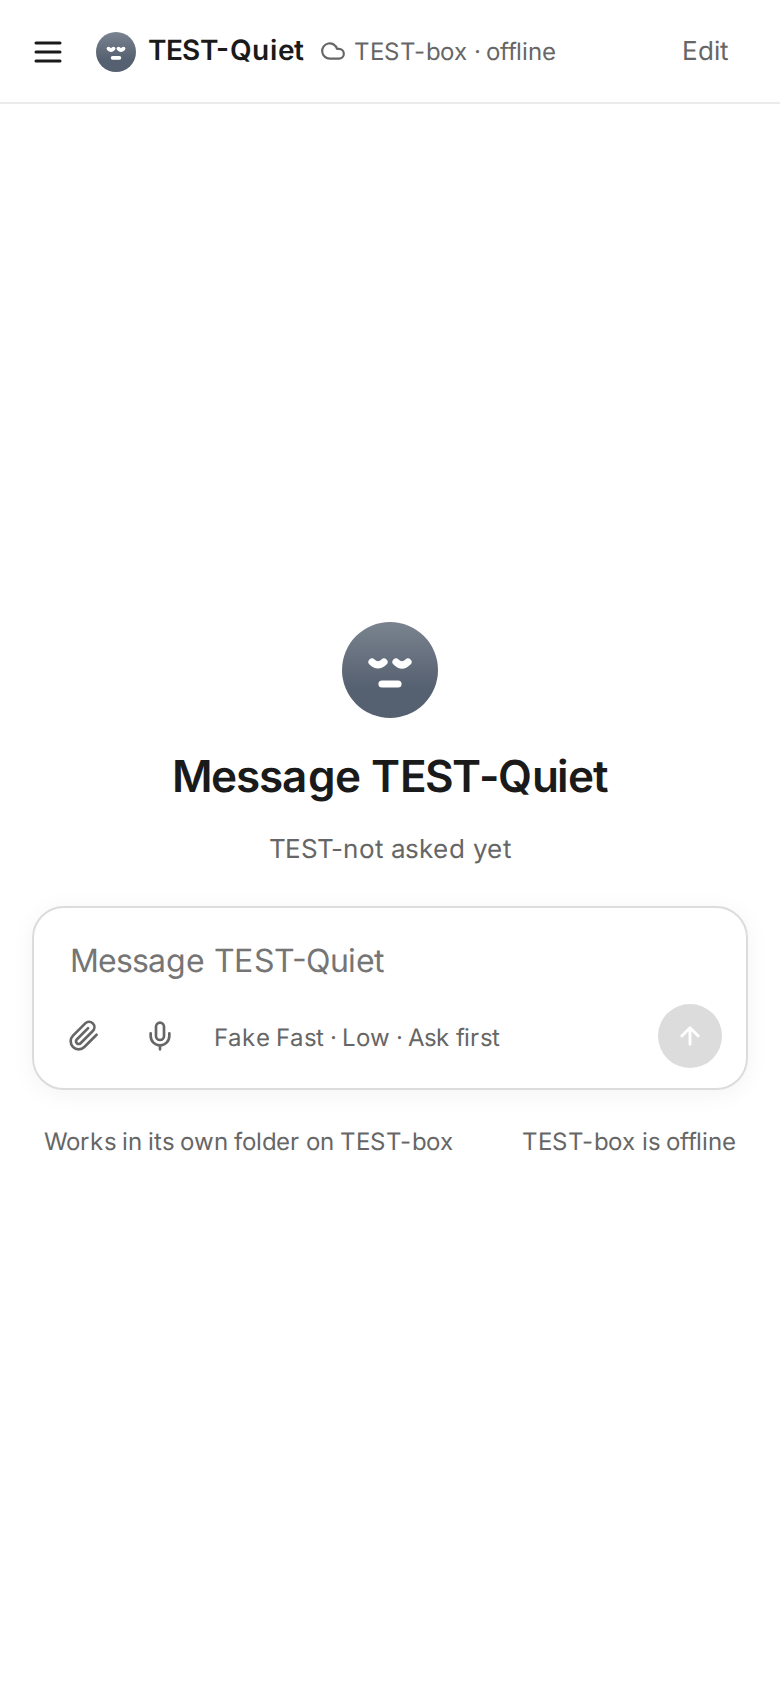 TEST-Quiet TEST-box · offline Edit
Message TEST-Quiet
TEST-not asked yet
Message TEST-Quiet
Fake Fast · Low · Ask first
Works in its own folder on TEST-box TEST-box is offline